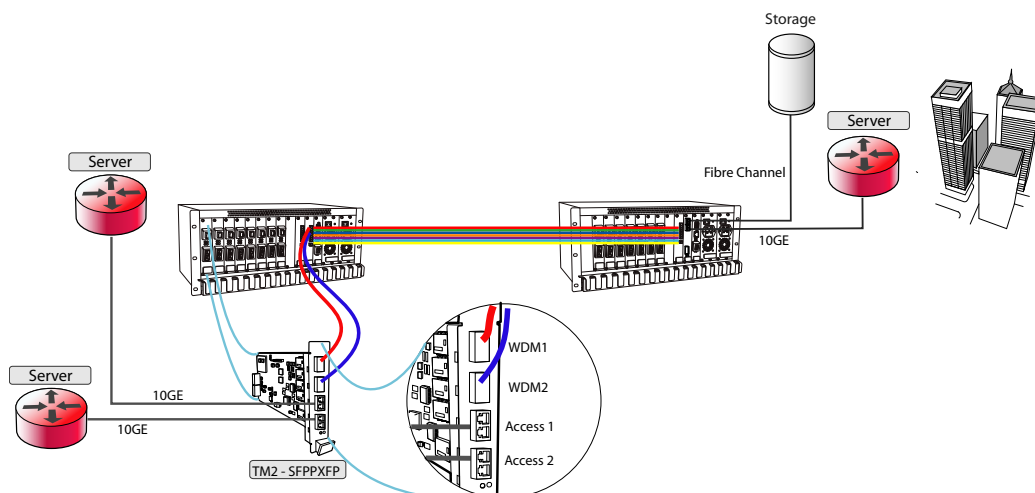 Storage
Server
Server
Fibre Channel
10GE
WDM1
WDM2
Server
10GE
Access 1
10GE
Access 2
TM2 - SFPPXFP